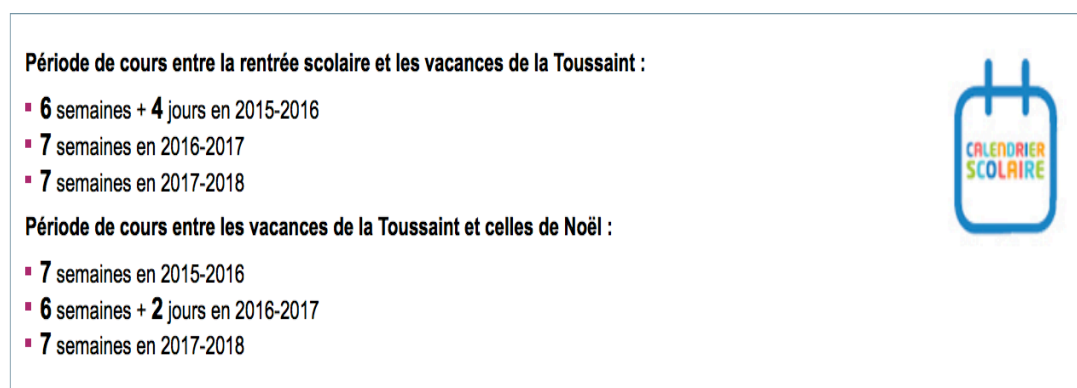 Période de cours entre la rentrée scolaire et les vacances de la Toussaint :
▪ 6 semaines + 4 jours en 2015-2016
▪ 7 semaines en 2016-2017
▪ 7 semaines en 2017-2018
Période de cours entre les vacances de la Toussaint et celles de Noël :
▪ 7 semaines en 2015-2016
▪ 6 semaines + 2 jours en 2016-2017
▪ 7 semaines en 2017-2018
CALENDRIER
SCOLAIRE